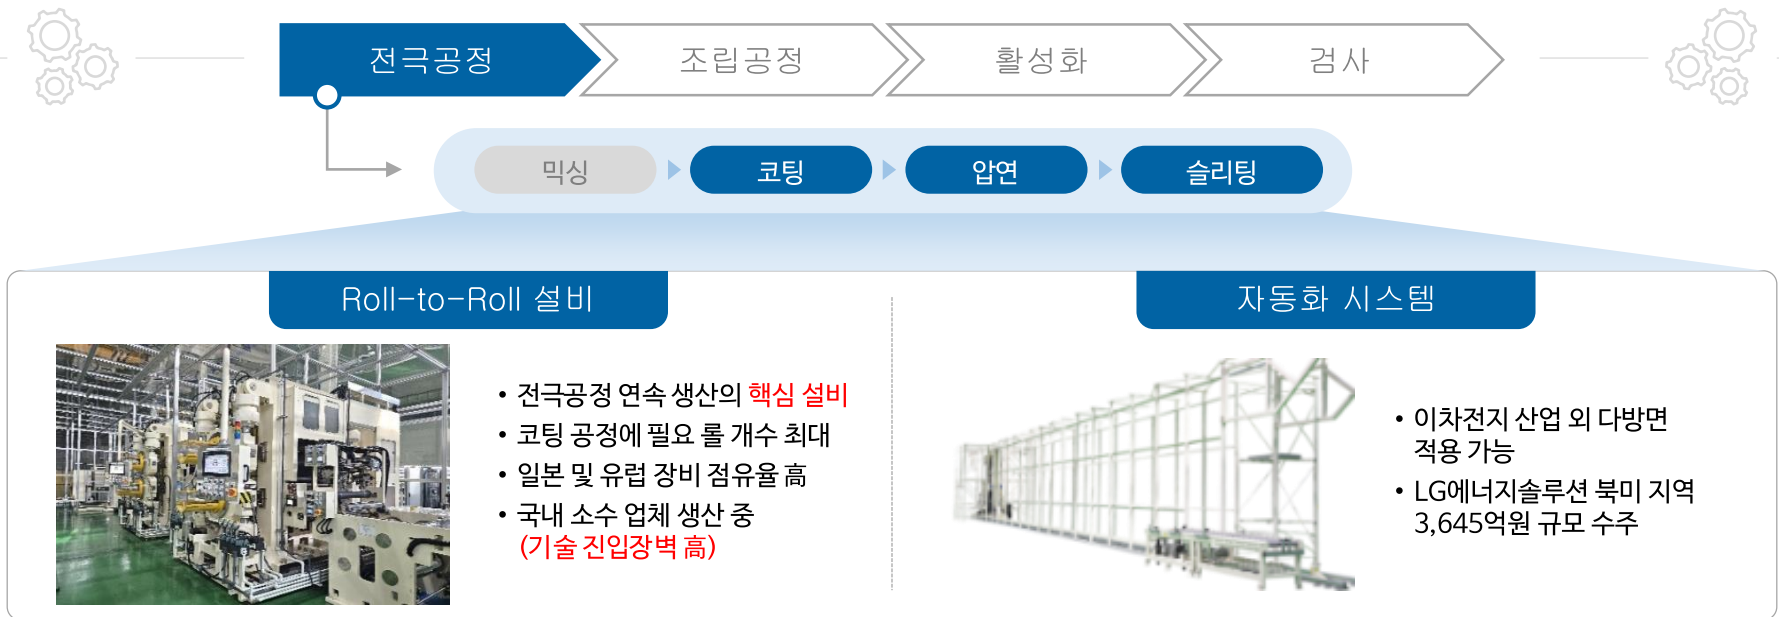 전극공정
조립공정
활성화
검사
믹싱
코팅
압연
슬리팅
Roll-to-Roll 설비
• 전극공정 연속 생산의 핵심 설비
• 코팅 공정에 필요 롤 개수 최대
• 일본 및 유럽 장비 점유율 高
• 국내 소수 업체 생산 중
(기술 진입장벽 高)
자동화 시스템
• 이차전지 산업 외 다방면
적용 가능
• LG에너지솔루션 북미 지역
3,645억원 규모 수주